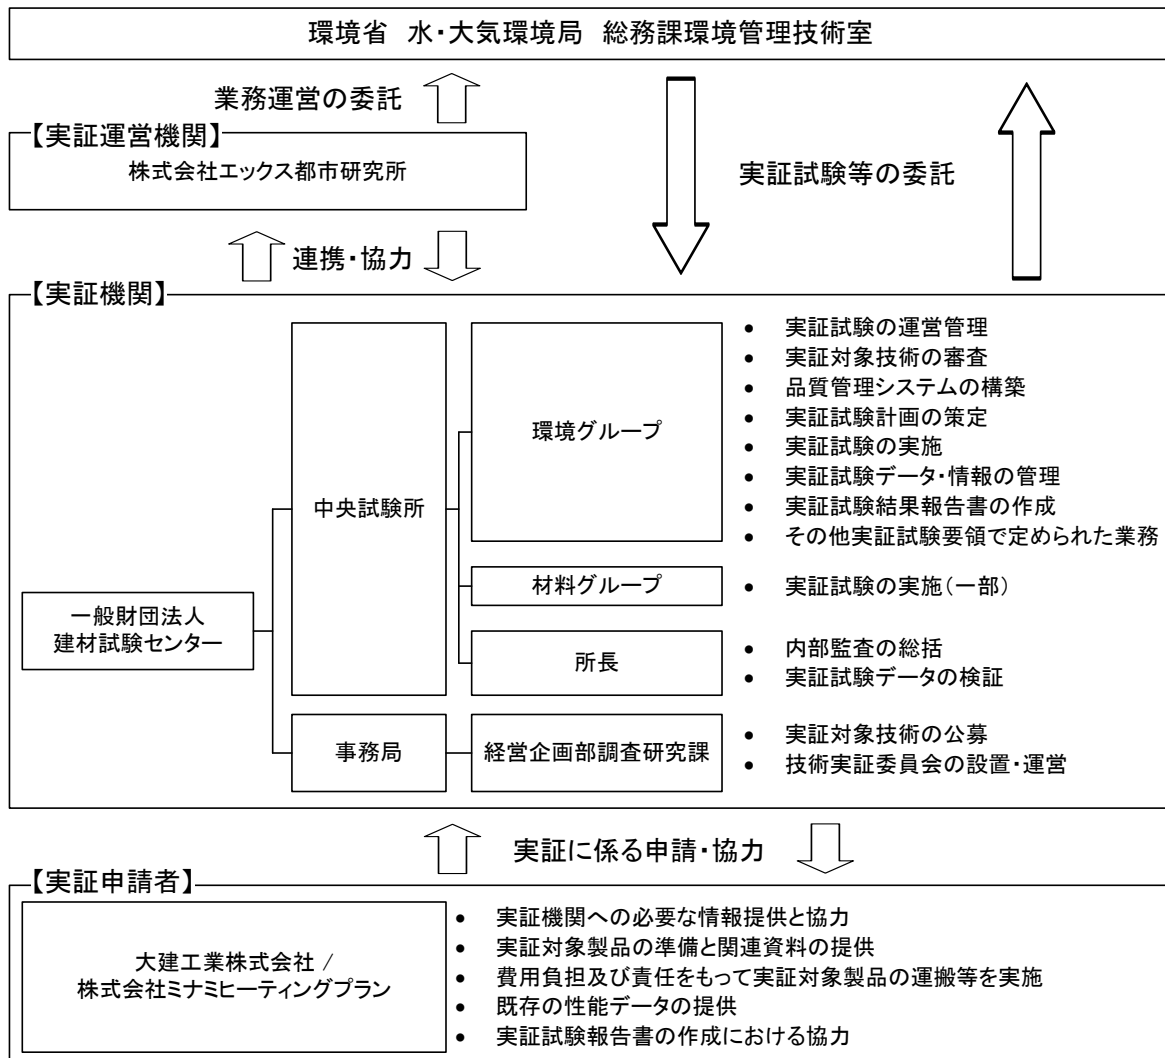 環境省　水・大気環境局　総務課環境管理技術室
業務運営の委託
【実証運営機関】
株式会社エックス都市研究所
実証試験等の委託
連携・協力
【実証機関】
一般財団法人
建材試験センター
中央試験所
環境グループ
• 実証試験の運営管理
• 実証対象技術の審査
• 品質管理システムの構築
• 実証試験計画の策定
• 実証試験の実施
• 実証試験データ・情報の管理
• 実証試験結果報告書の作成
• その他実証試験要領で定められた業務
材料グループ
• 実証試験の実施（一部）
所長
• 内部監査の総括
• 実証試験データの検証
事務局
経営企画部調査研究課
• 実証対象技術の公募
• 技術実証委員会の設置・運営
実証に係る申請・協力
【実証申請者】
大建工業株式会社 /
株式会社ミナミヒーティングプラン
• 実証機関への必要な情報提供と協力
• 実証対象製品の準備と関連資料の提供
• 費用負担及び責任をもって実証対象製品の運搬等を実施
• 既存の性能データの提供
• 実証試験報告書の作成における協力